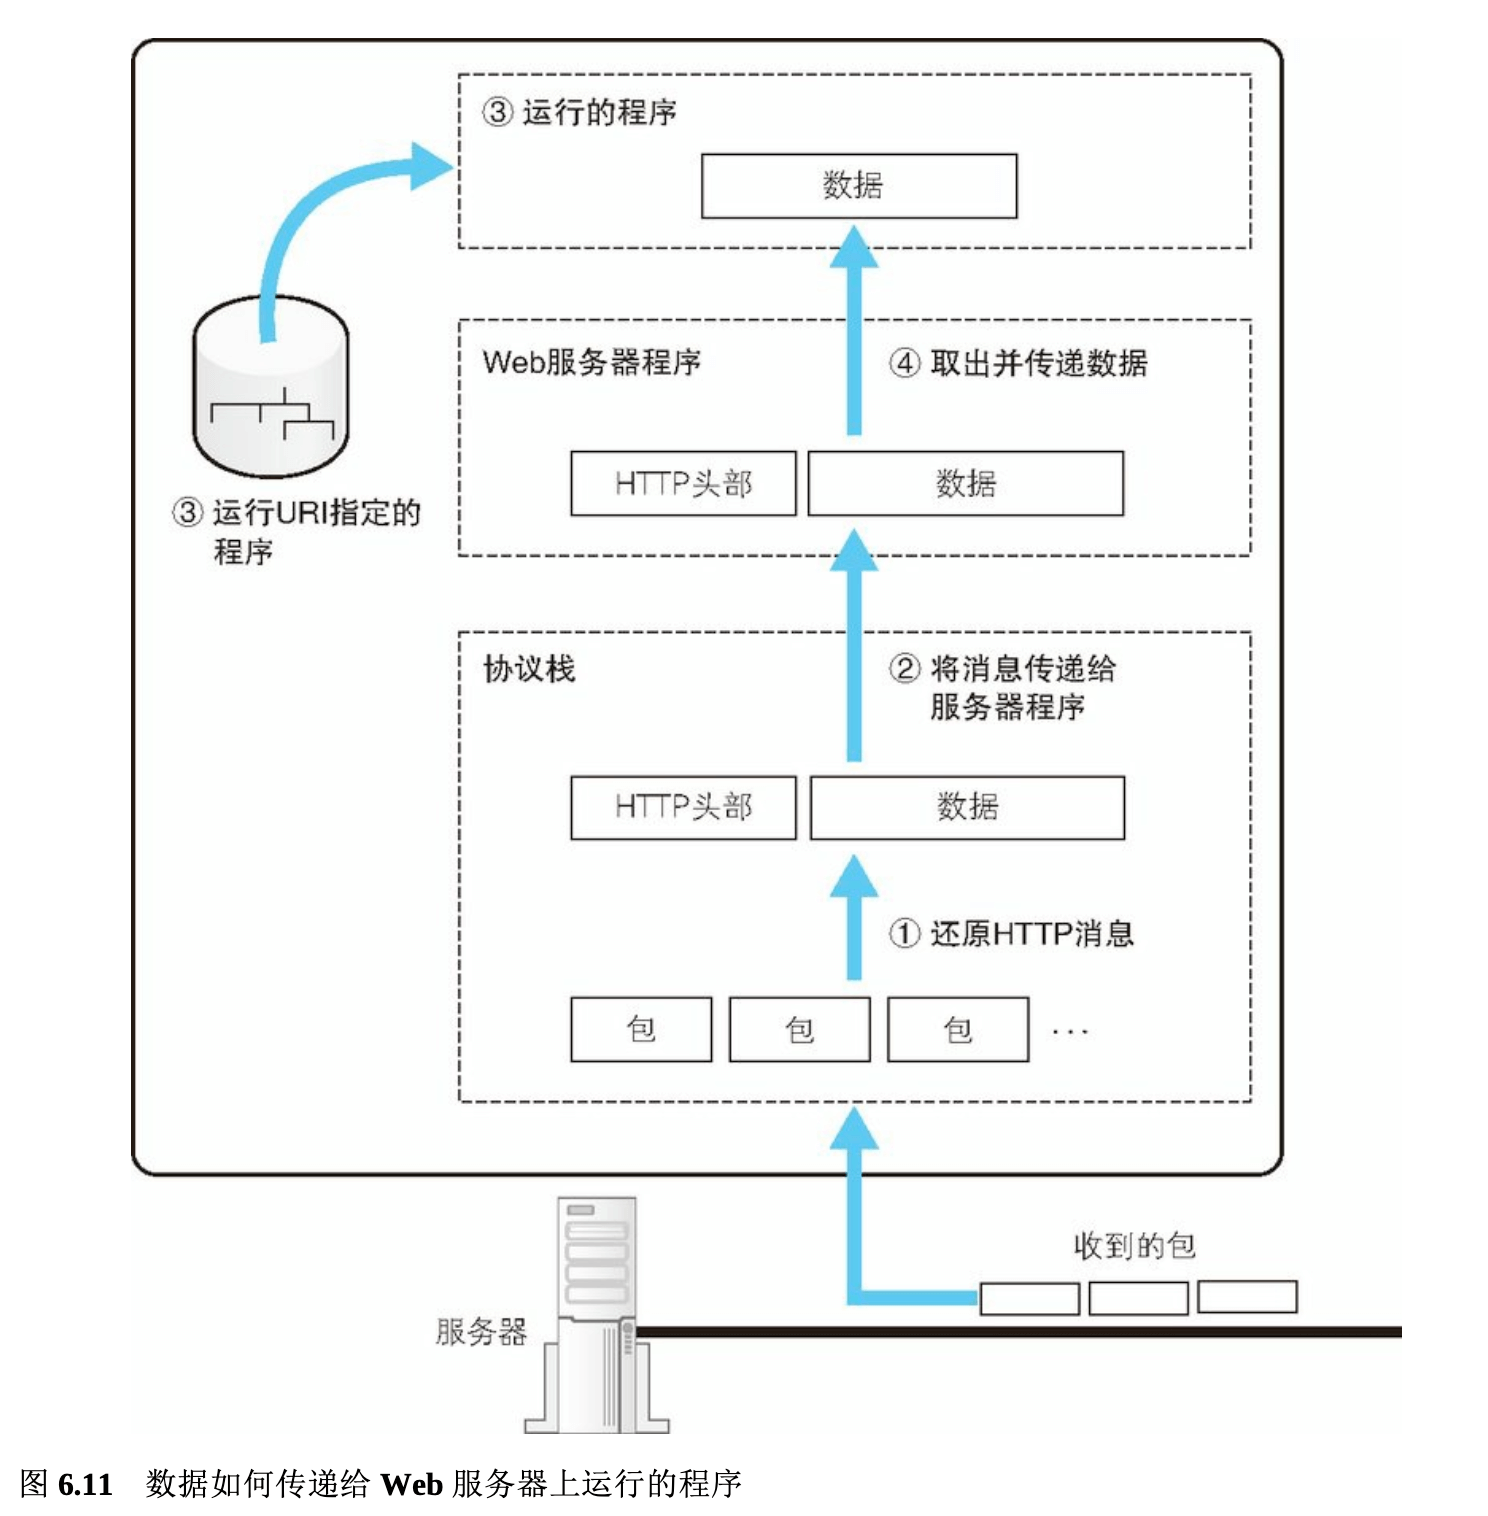 ③ 运行的程序
数据
Web服务器程序
④ 取出并传递数据
HTTP头部
数据
③ 运行URI指定的
程序
协议栈
② 将消息传递给
服务器程序
HTTP头部
数据
① 还原HTTP消息
包
包
包
···
收到的包
服务器
图 6.11 数据如何传递给 Web 服务器上运行的程序